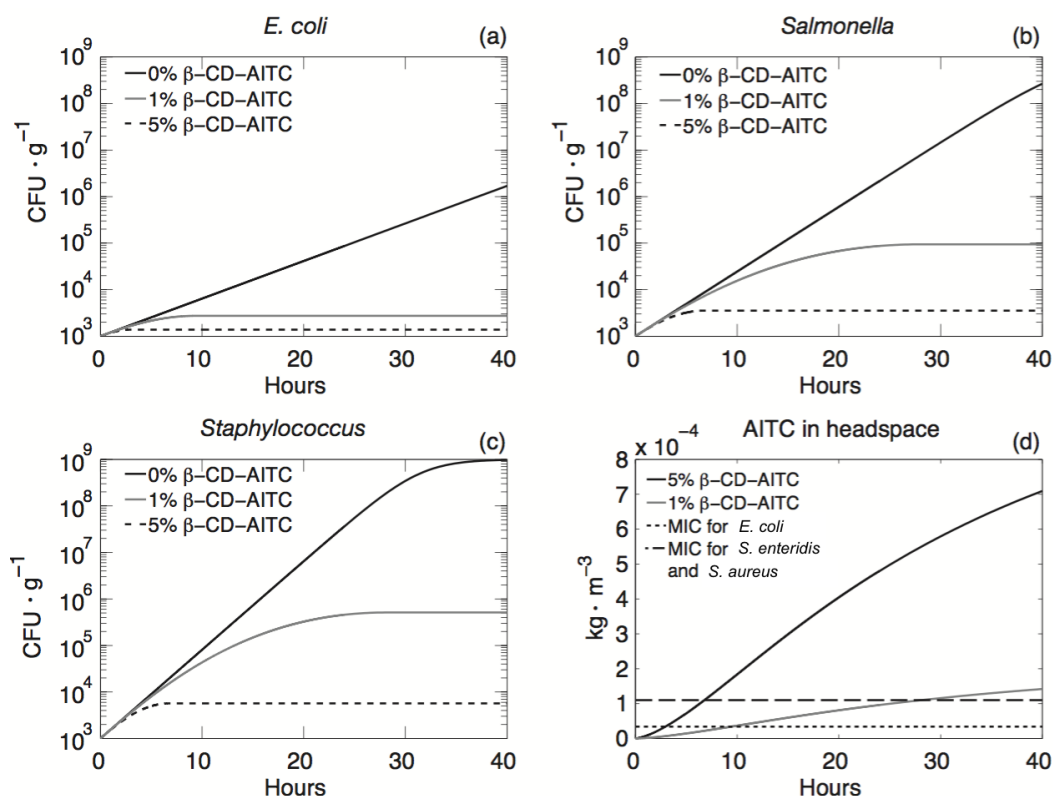 E. coli
(a)
CFU · g⁻¹
10⁹
10⁸
10⁷
10⁶
10⁵
10⁴
10³
0% β−CD−AITC
1% β−CD−AITC
5% β−CD−AITC
0 10 20 30 40
Hours
Salmonella
(b)
CFU · g⁻¹
10⁹
10⁸
10⁷
10⁶
10⁵
10⁴
10³
0% β−CD−AITC
1% β−CD−AITC
5% β−CD−AITC
0 10 20 30 40
Hours
Staphylococcus
(c)
CFU · g⁻¹
10⁹
10⁸
10⁷
10⁶
10⁵
10⁴
10³
0% β−CD−AITC
1% β−CD−AITC
5% β−CD−AITC
0 10 20 30 40
Hours
AITC in headspace
(d)
x 10⁻⁴
kg · m⁻³
8
7
6
5
4
3
2
1
0
5% β−CD−AITC
1% β−CD−AITC
MIC for E. coli
MIC for S. enteridis
and S. aureus
0 10 20 30 40
Hours